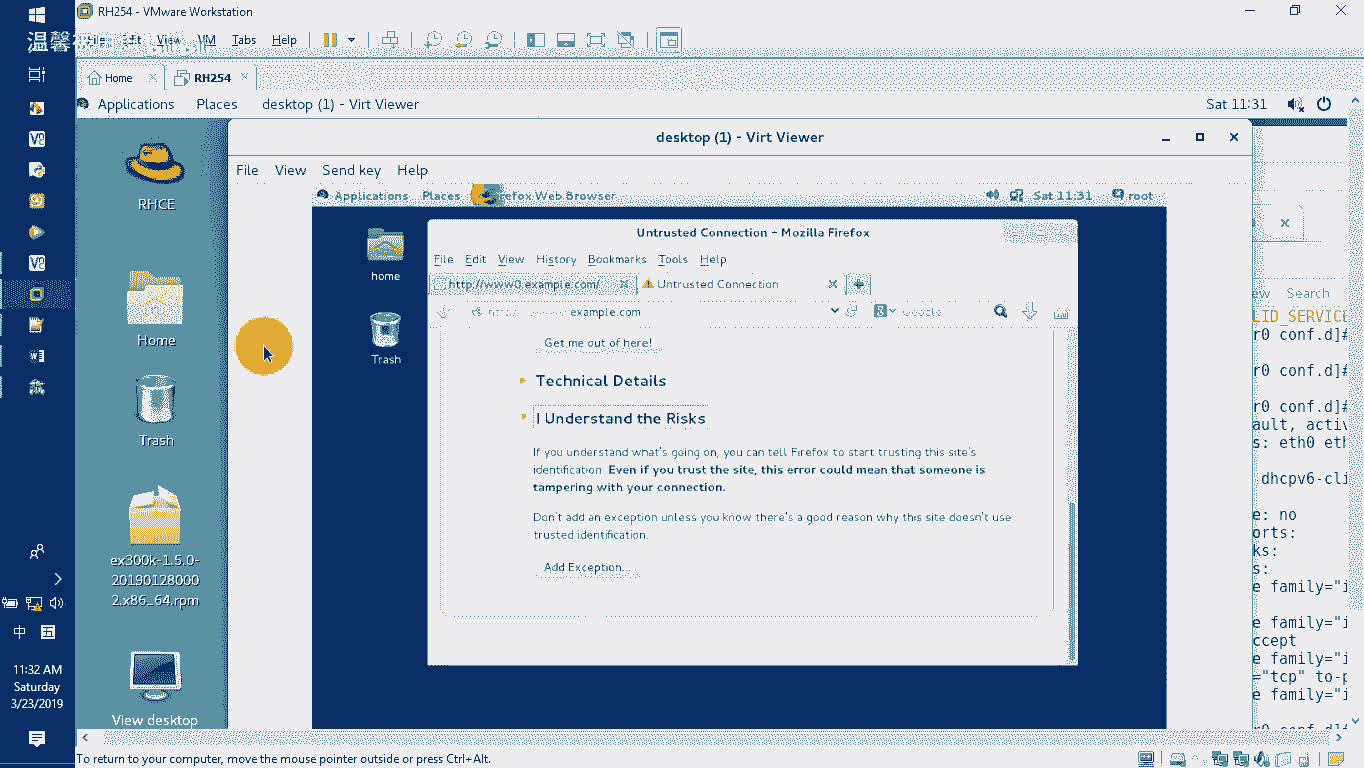 RH254 - VMware Workstation
温馨
Edit View VM Tabs Help
Home
RH254
Applications Places desktop (1) - Virt Viewer
Sat 11:31
desktop (1) - Virt Viewer
File View Send key Help
RHCE
Home
Trash
ex300k-1.5.0-
20190128000
2.x86_64.rpm
View desktop
Applications Places Firefox Web Browser
Sat 11:31 root
home
Trash
Untrusted Connection - Mozilla Firefox
File Edit View History Bookmarks Tools Help
http://www0.example.com/
Untrusted Connection
example.com
Google
Get me out of here!
Technical Details
I Understand the Risks
If you understand what's going on, you can tell Firefox to start trusting this site's
identification. Even if you trust the site, this error could mean that someone is
tampering with your connection.
Don't add an exception unless you know there's a good reason why this site doesn't use
trusted identification.
Add Exception...
ew Search
LID_SERVICE
r0 conf.d]#
r0 conf.d]#
r0 conf.d]#
ault, activ
s: eth0 eth
dhcpv6-cli
e: no
orts:
ks:
s:
e family="i
e family="i
ccept
e family="i
="tcp" to-p
e family="i
r0 conf.d]#
中 五
11:32 AM
Saturday
3/23/2019
To return to your computer, move the mouse pointer outside or press Ctrl+Alt.